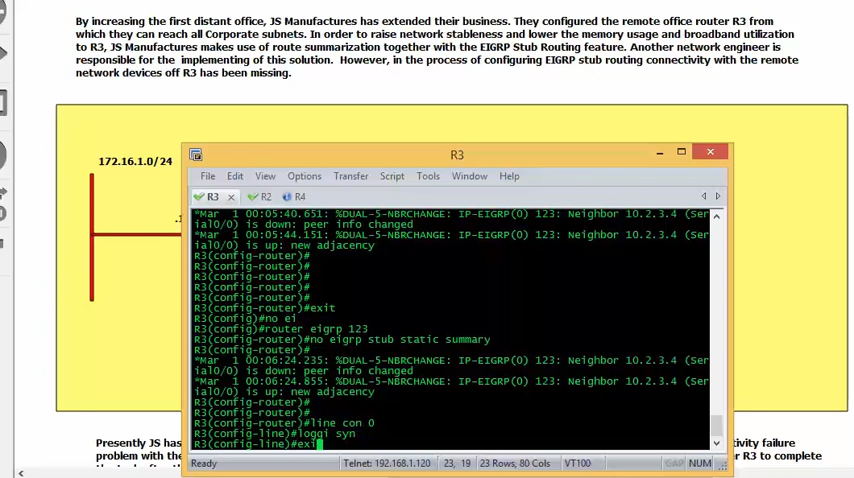 By increasing the first distant office, JS Manufactures has extended their business. They configured the remote office router R3 from
which they can reach all Corporate subnets. In order to raise network stableness and lower the memory usage and broadband utilization
to R3, JS Manufactures makes use of route summarization together with the EIGRP Stub Routing feature. Another network engineer is
responsible for the implementing of this solution. However, in the process of configuring EIGRP stub routing connectivity with the remote
network devices off R3 has been missing.
172.16.1.0/24
R3
File Edit View Options Transfer Script Tools Window Help
R3 R2 R4
*Mar 1 00:05:40.651: %DUAL-5-NBRCHANGE: IP-EIGRP(0) 123: Neighbor 10.2.3.4 (Ser
ial0/0) is down: peer info changed
*Mar 1 00:05:44.151: %DUAL-5-NBRCHANGE: IP-EIGRP(0) 123: Neighbor 10.2.3.4 (Ser
ial0/0) is up: new adjacency
R3(config-router)#
R3(config-router)#
R3(config-router)#
R3(config-router)#
R3(config-router)#
R3(config-router)#exit
R3(config)#no ei
R3(config)#router eigrp 123
R3(config-router)#no eigrp stub static summary
R3(config-router)#
*Mar 1 00:06:24.235: %DUAL-5-NBRCHANGE: IP-EIGRP(0) 123: Neighbor 10.2.3.4 (Ser
ial0/0) is down: peer info changed
*Mar 1 00:06:24.855: %DUAL-5-NBRCHANGE: IP-EIGRP(0) 123: Neighbor 10.2.3.4 (Ser
ial0/0) is up: new adjacency
R3(config-router)#
R3(config-router)#
R3(config-router)#line con 0
R3(config-line)#loggi syn
R3(config-line)#exi
.1
Ready Telnet: 192.168.1.120 23, 19 23 Rows, 80 Cols VT100 CAP NUM
Presently JS has
ivity failure
problem with the
er R3 to complete